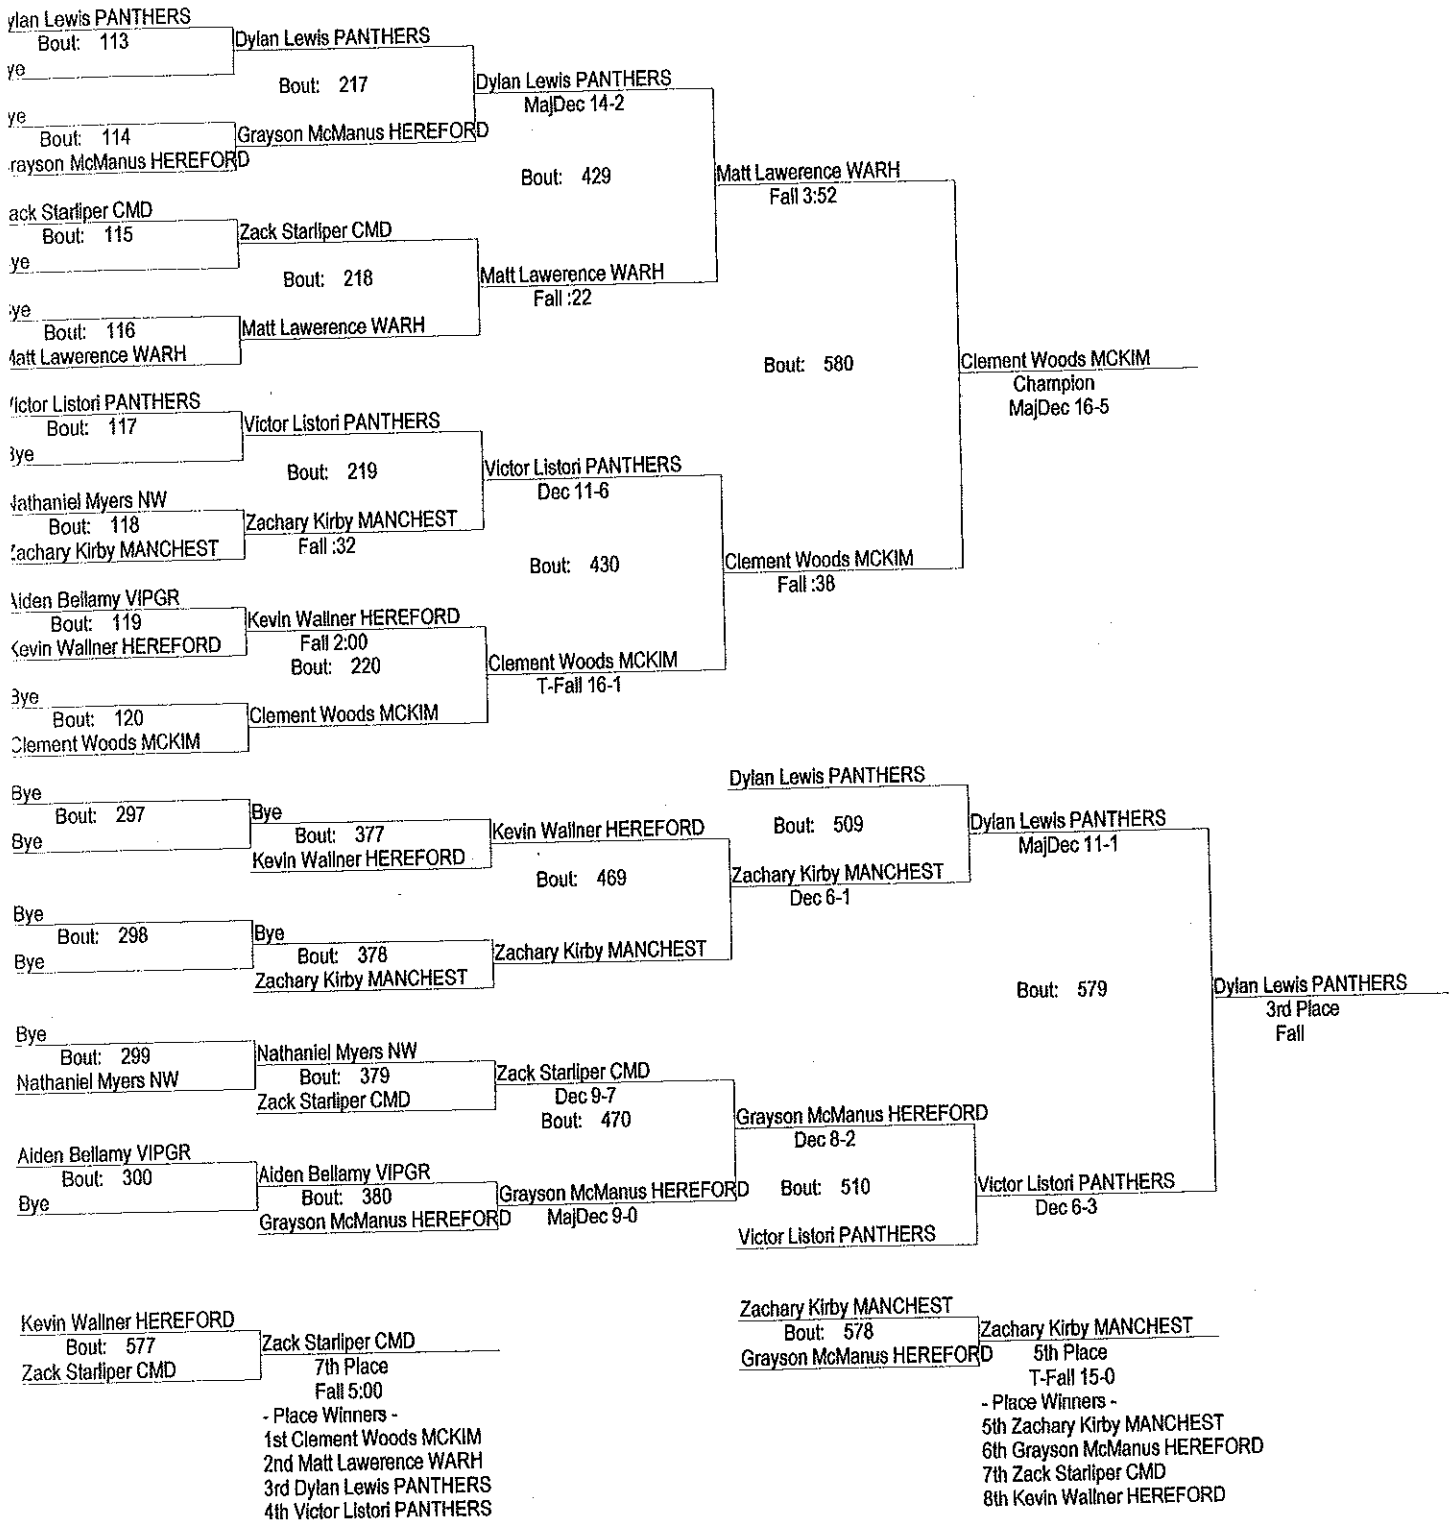 ylan Lewis PANTHERS
Bout: 113
ye
Dylan Lewis PANTHERS
Bout: 217
ye
Bout: 114
rayson McManus HEREFORD
Grayson McManus HEREFORD
Dylan Lewis PANTHERS
MajDec 14-2
Bout: 429
ack Starliper CMD
Bout: 115
ye
Zack Starliper CMD
Bout: 218
ye
Bout: 116
Matt Lawerence WARH
Matt Lawerence WARH
Matt Lawerence WARH
Fall :22
Matt Lawerence WARH
Fall 3:52
Bout: 580
Clement Woods MCKIM
Champion
MajDec 16-5
Victor Listori PANTHERS
Bout: 117
Bye
Victor Listori PANTHERS
Bout: 219
Nathaniel Myers NW
Bout: 118
Zachary Kirby MANCHEST
Zachary Kirby MANCHEST
Fall :32
Victor Listori PANTHERS
Dec 11-6
Bout: 430
Aiden Bellamy VIPGR
Bout: 119
Kevin Wallner HEREFORD
Kevin Wallner HEREFORD
Fall 2:00
Bout: 220
Bye
Bout: 120
Clement Woods MCKIM
Clement Woods MCKIM
Clement Woods MCKIM
T-Fall 16-1
Clement Woods MCKIM
Fall :38
Bye
Bout: 297
Bye
Bye
Bout: 377
Kevin Wallner HEREFORD
Kevin Wallner HEREFORD
Bout: 469
Bye
Bout: 298
Bye
Bye
Bout: 378
Zachary Kirby MANCHEST
Zachary Kirby MANCHEST
Dylan Lewis PANTHERS
Bout: 509
Zachary Kirby MANCHEST
Dec 6-1
Dylan Lewis PANTHERS
MajDec 11-1
Bout: 579
Dylan Lewis PANTHERS
3rd Place
Fall
Bye
Bout: 299
Nathaniel Myers NW
Nathaniel Myers NW
Bout: 379
Zack Starliper CMD
Zack Starliper CMD
Dec 9-7
Bout: 470
Aiden Bellamy VIPGR
Bout: 300
Bye
Aiden Bellamy VIPGR
Bout: 380
Grayson McManus HEREFORD
Grayson McManus HEREFORD
MajDec 9-0
Grayson McManus HEREFORD
Dec 8-2
Bout: 510
Victor Listori PANTHERS
Victor Listori PANTHERS
Dec 6-3
Kevin Wallner HEREFORD
Bout: 577
Zack Starliper CMD
Zack Starliper CMD
7th Place
Fall 5:00
- Place Winners -
1st Clement Woods MCKIM
2nd Matt Lawerence WARH
3rd Dylan Lewis PANTHERS
4th Victor Listori PANTHERS
Zachary Kirby MANCHEST
Bout: 578
Grayson McManus HEREFORD
Zachary Kirby MANCHEST
5th Place
T-Fall 15-0
- Place Winners -
5th Zachary Kirby MANCHEST
6th Grayson McManus HEREFORD
7th Zack Starliper CMD
8th Kevin Wallner HEREFORD